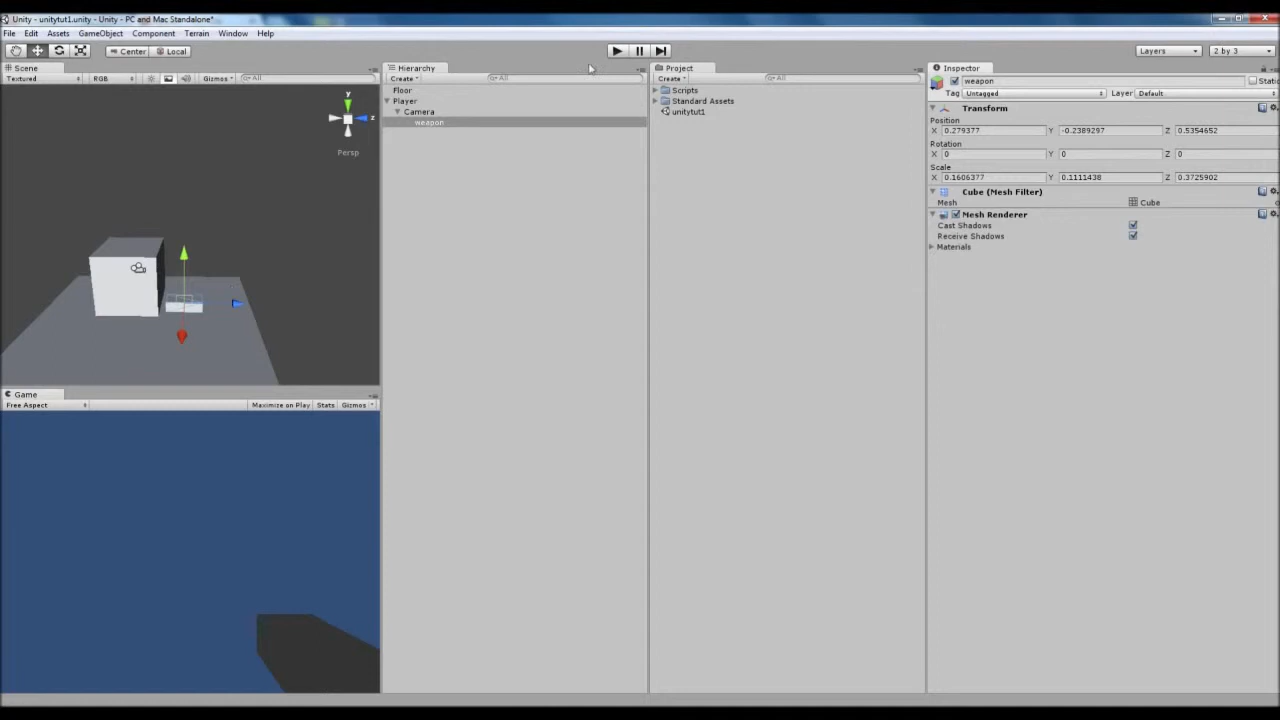 Unity - unitytut1.unity - Unity - PC and Mac Standalone*
File Edit Assets GameObject Component Terrain Window Help
Center Local Layers 2 by 3
Scene
Textured RGB Gizmos All
y
z
Persp
Game
Free Aspect Maximize on Play Stats Gizmos
Hierarchy
Create All
Floor
Player
Camera
weapon
Project
Create All
Scripts
Standard Assets
unitytut1
Inspector
weapon
Tag Untagged Layer Default
Transform
Position
X 0.279377 Y -0.2389297 Z 0.5354652
Rotation
X 0 Y 0 Z 0
Scale
X 0.1606377 Y 0.1111438 Z 0.3725902
Cube (Mesh Filter)
Mesh Cube
Mesh Renderer
Cast Shadows
Receive Shadows
Materials